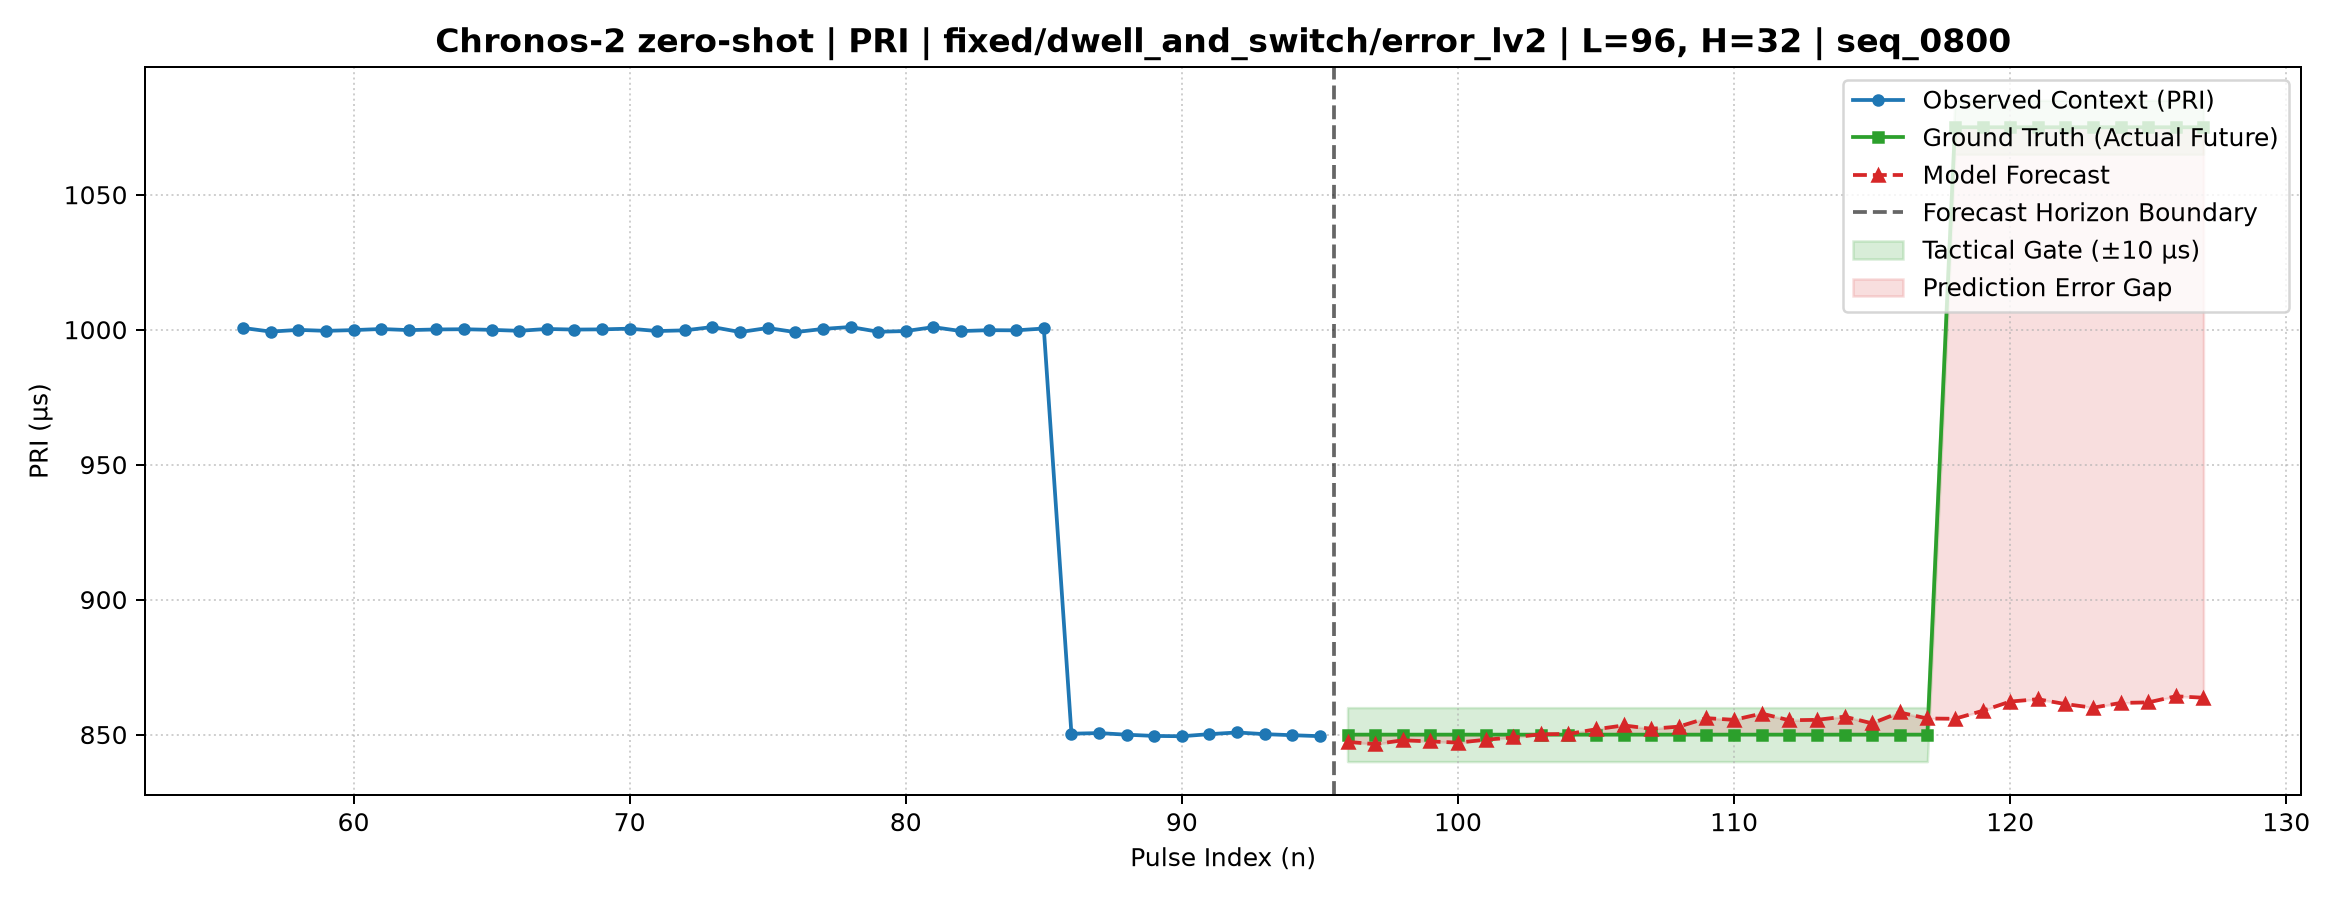 Chronos-2 zero-shot | PRI | fixed/dwell_and_switch/error_lv2 | L=96, H=32 | seq_0800
Observed Context (PRI)
Ground Truth (Actual Future)
Model Forecast
Forecast Horizon Boundary
Tactical Gate (±10 µs)
Prediction Error Gap
PRI (µs)
1050
1000
950
900
850
60 70 80 90 100 110 120 130
Pulse Index (n)